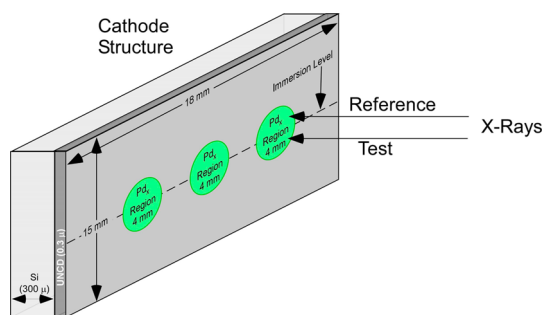 Cathode
Structure
18 mm
Immersion Level
Reference
X-Rays
Test
Pdₓ
Region
4 mm
Pdₓ
Region
4 mm
Pdₓ
Region
4 mm
15 mm
UNCD (0.3 μ)
Si
(300 μ)